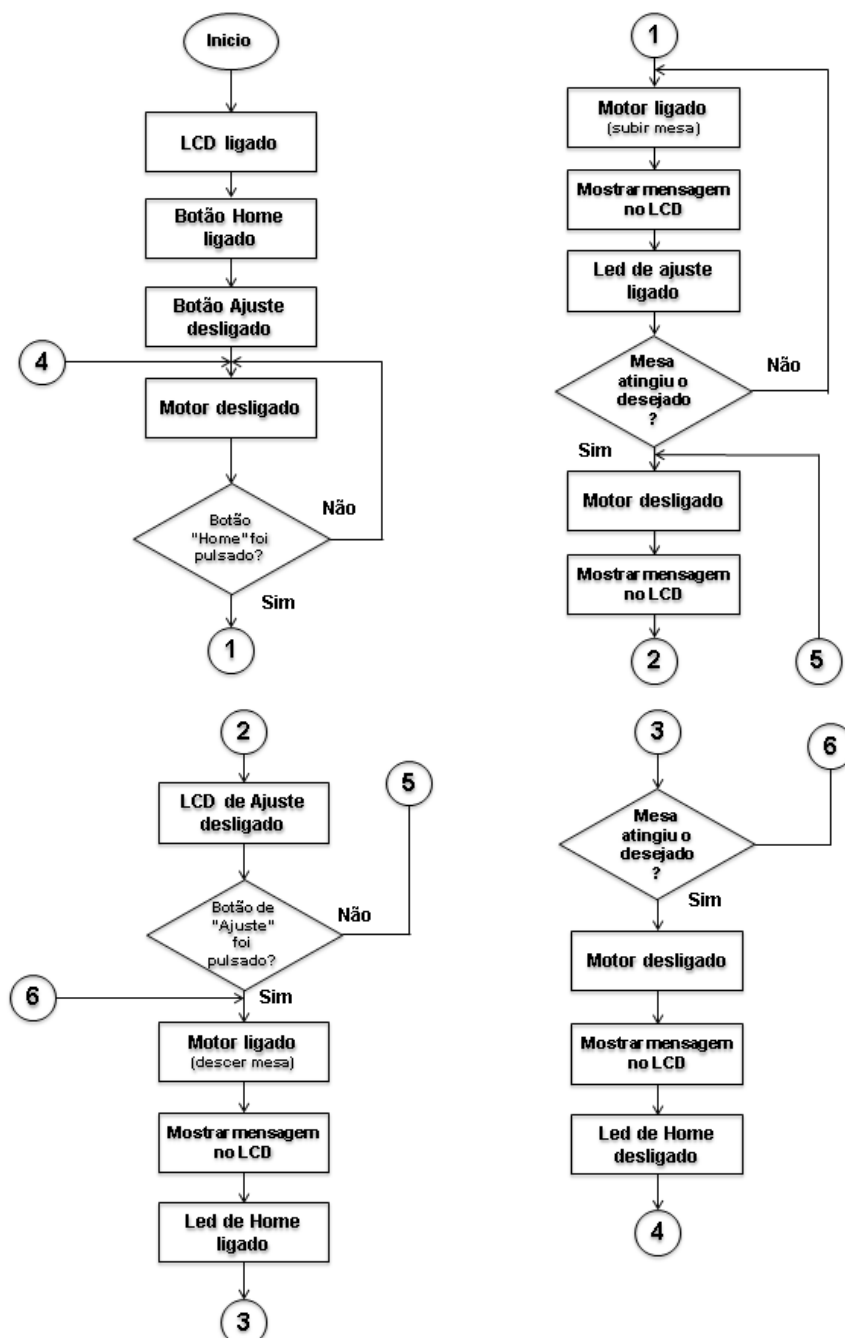 Inicio
LCD ligado
Botão Home
ligado
Botão Ajuste
desligado
4
Motor desligado
Botão
"Home" foi
pulsado?
Não
Sim
1
1
Motor ligado
(subir mesa)
Mostrar mensagem
no LCD
Led de ajuste
ligado
Mesa
atingiu o
desejado
?
Não
Sim
Motor desligado
Mostrar mensagem
no LCD
2
5
2
LCD de Ajuste
desligado
5
Botão de
"Ajuste"
foi
pulsado?
Não
6
Sim
Motor ligado
(descer mesa)
Mostrar mensagem
no LCD
Led de Home
ligado
3
3
6
Mesa
atingiu o
desejado
?
Sim
Motor desligado
Mostrar mensagem
no LCD
Led de Home
desligado
4